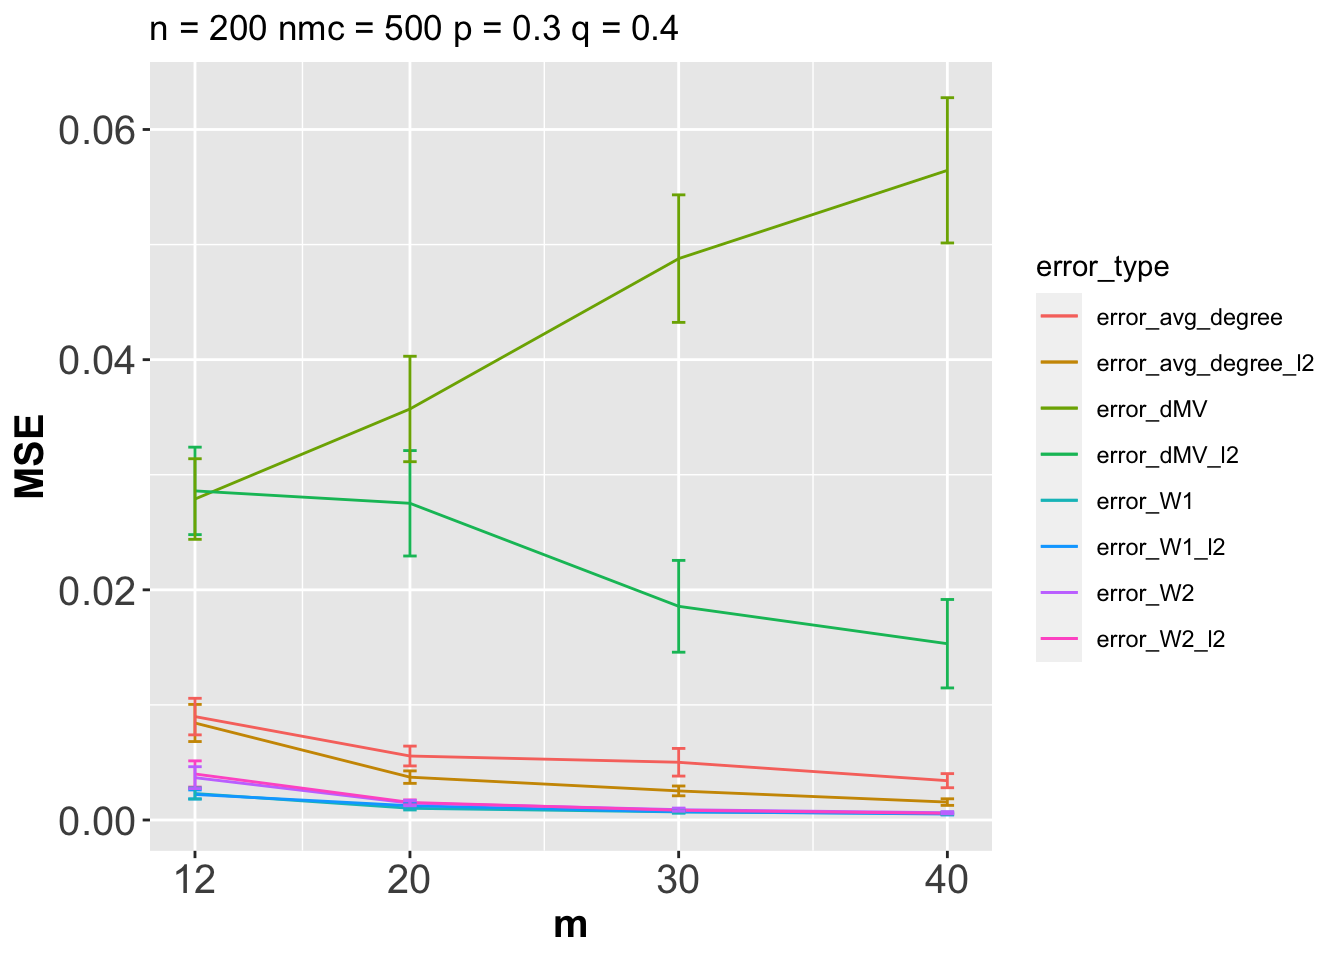 n = 200 nmc = 500 p = 0.3 q = 0.4
0.06
0.04
0.02
0.00
MSE
12 20 30 40
m
error_type
error_avg_degree
error_avg_degree_l2
error_dMV
error_dMV_l2
error_W1
error_W1_l2
error_W2
error_W2_l2